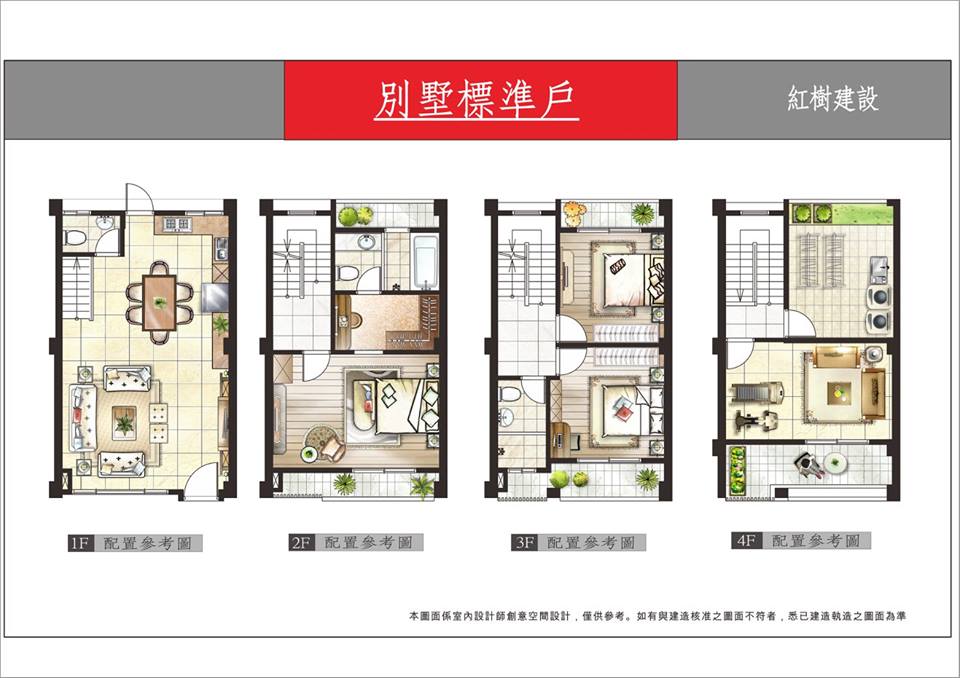 別墅標準戶
紅樹建設
1F 配置參考圖
2F 配置參考圖
3F 配置參考圖
4F 配置參考圖
本圖面係室內設計師創意空間設計，僅供參考。如有與建造核准之圖面不符者，悉已建造執造之圖面為準